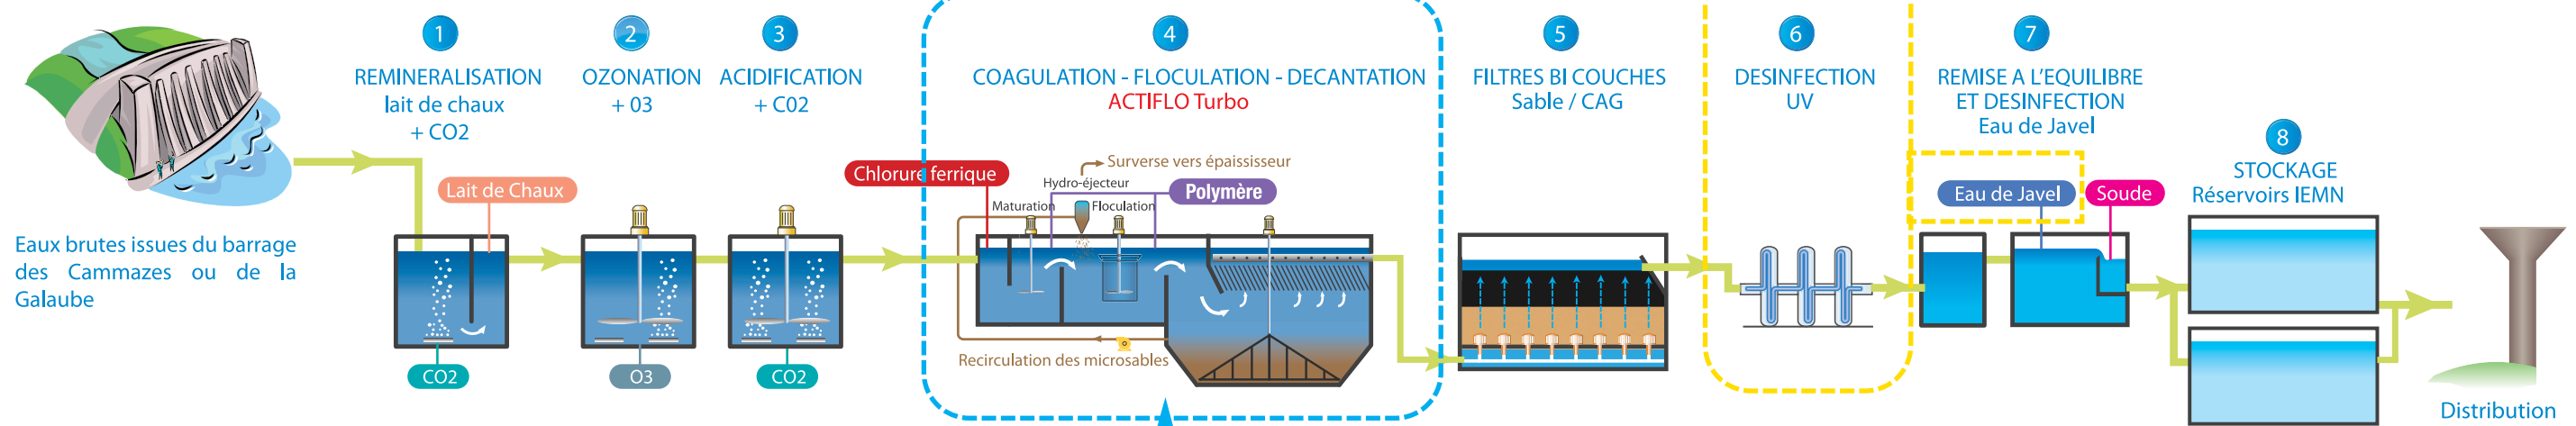 Eaux brutes issues du barrage
des Cammazes ou de la
Galaube
1
REMINERALISATION
lait de chaux
+ CO2
Lait de Chaux
CO2
2
OZONATION
+ 03
O3
3
ACIDIFICATION
+ C02
CO2
4
COAGULATION - FLOCULATION - DECANTATION
ACTIFLO Turbo
Chlorure ferrique
Surverse vers épaississeur
Hydro-éjecteur
Polymère
Maturation
Floculation
Recirculation des microsables
5
FILTRES BI COUCHES
Sable / CAG
6
DESINFECTION
UV
7
REMISE A L'EQUILIBRE
ET DESINFECTION
Eau de Javel
Eau de Javel
Soude
8
STOCKAGE
Réservoirs IEMN
Distribution